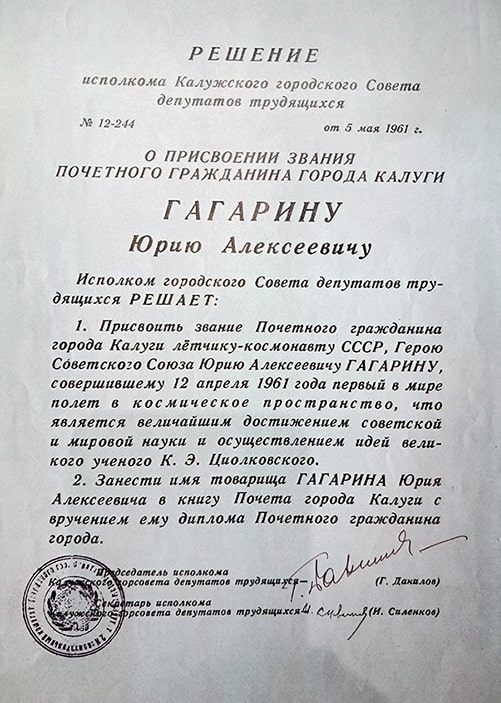 РЕШЕНИЕ
исполкома Калужского городского Совета
депутатов трудящихся
№ 12-244 от 5 мая 1961 г.
О ПРИСВОЕНИИ ЗВАНИЯ
ПОЧЕТНОГО ГРАЖДАНИНА ГОРОДА КАЛУГИ
ГАГАРИНУ
Юрию Алексеевичу
Исполком городского Совета депутатов тру-
дящихся РЕШАЕТ:
1. Присвоить звание Почетного гражданина
города Калуги лётчику-космонавту СССР, Герою
Советского Союза Юрию Алексеевичу ГАГАРИНУ,
совершившему 12 апреля 1961 года первый в мире
полет в космическое пространство, что
является величайшим достижением советской
и мировой науки и осуществлением идей вели-
кого ученого К. Э. Циолковского.
2. Занести имя товарища ГАГАРИНА Юрия
Алексеевича в книгу Почета города Калуги с
вручением ему диплома Почетного гражданина
города.
Председатель исполкома
Калужского горсовета депутатов трудящихся— (Г. Данилов)
Секретарь исполкома
Калужского горсовета депутатов трудящихся (И. Силенков)